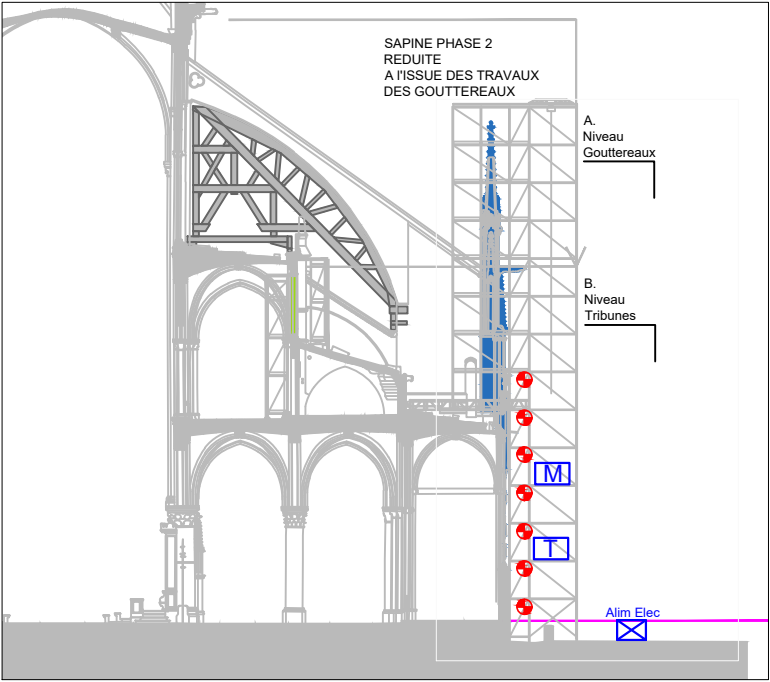 SAPINE PHASE 2
REDUITE
A l'ISSUE DES TRAVAUX
DES GOUTTEREAUX
A.
Niveau
Gouttereaux
B.
Niveau
Tribunes
M
T
Alim Elec